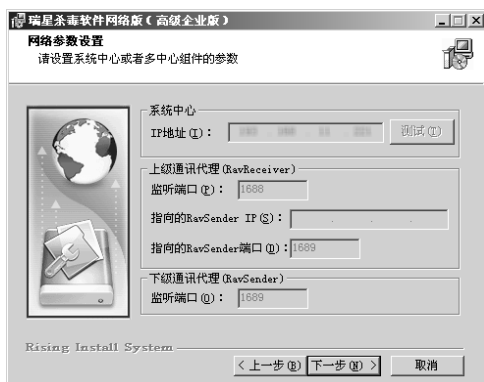 瑞星杀毒软件网络版（高级企业版）
网络参数设置
请设置系统中心或者多中心组件的参数
系统中心
IP地址(I)：
测试(T)
上级通讯代理(RavReceiver)
监听端口(P)： 1688
指向的RavSender IP(S)： . . .
指向的RavSender端口(D)： 1689
下级通讯代理(RavSender)
监听端口(O)： 1689
Rising Install System
< 上一步(B) 下一步(N) > 取消